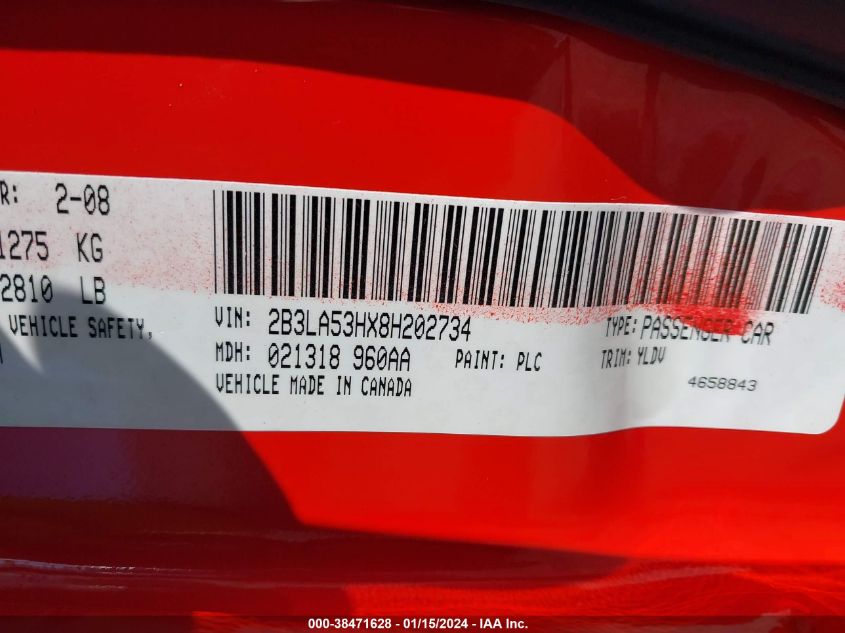 R: 2-08
1275 KG
2810 LB
VEHICLE SAFETY,
VIN: 2B3LA53HX8H202734
TYPE: PASSENGER CAR
MDH: 021318 960AA
PAINT: PLC
TRIM: YLDV
VEHICLE MADE IN CANADA
4658843
000-38471628 - 01/15/2024 - IAA Inc.